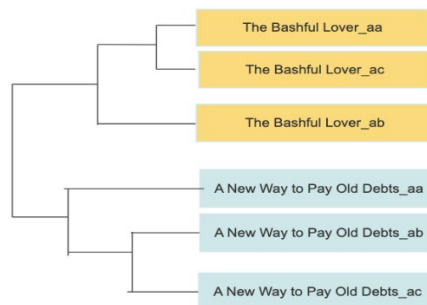 The Bashful Lover_aa
The Bashful Lover_ac
The Bashful Lover_ab
A New Way to Pay Old Debts_aa
A New Way to Pay Old Debts_ab
A New Way to Pay Old Debts_ac